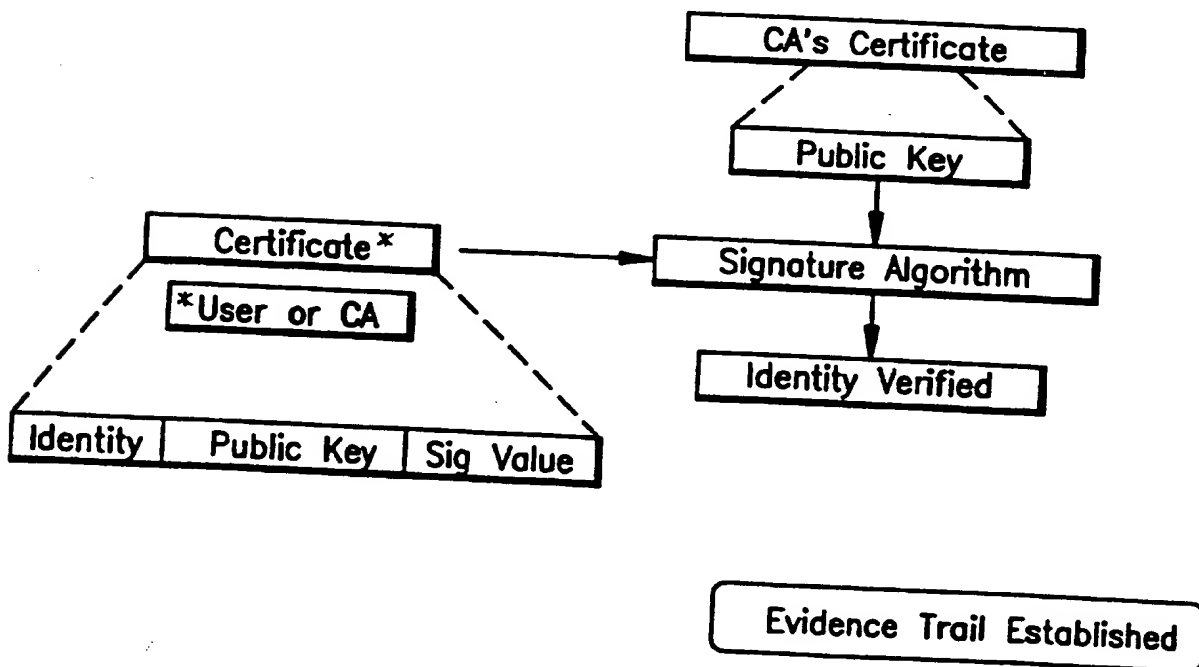 CA's Certificate
Public Key
Certificate*
Signature Algorithm
*User or CA
Identity Verified
Identity Public Key Sig Value
Evidence Trail Established